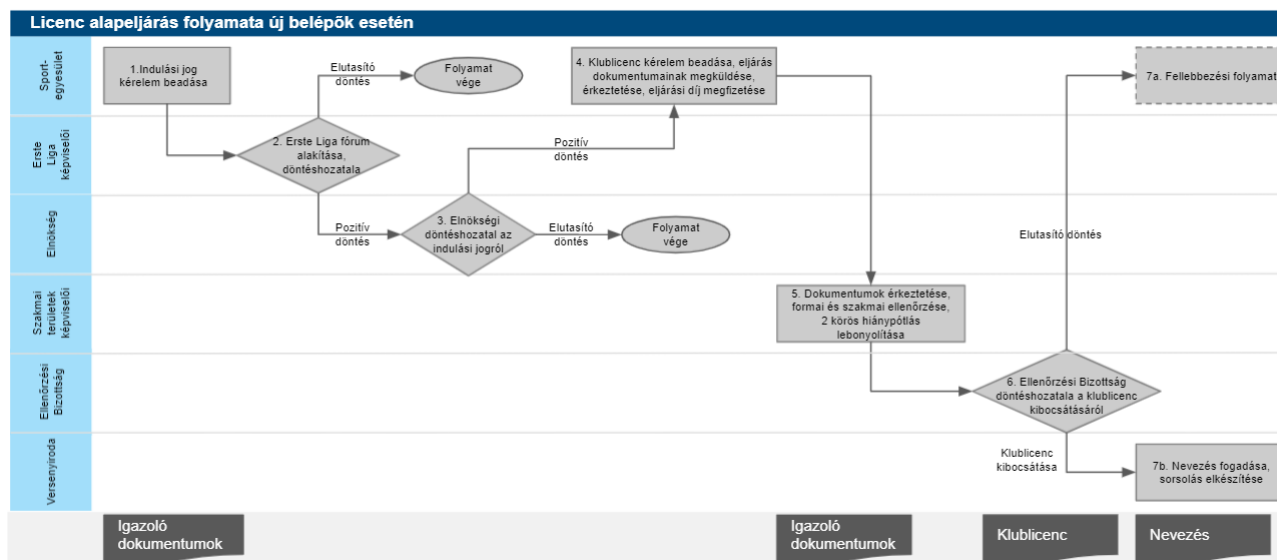 Licenc alapeljárás folyamata új belépők esetén
Sport-
egyesület
1.Indulási jog
kérelem beadása
Elutasító
döntés
Folyamat
vége
4. Klublicenc kérelem beadása, eljárás
dokumentumainak megküldése,
érkeztetése, eljárási díj megfizetése
7a. Fellebbezési folyamat
Erste
Liga
képviselői
2. Erste Liga fórum
alakítása,
döntéshozatala
Pozitív
döntés
Elnökség
Pozitív
döntés
3. Elnökségi
döntéshozatal az
indulási jogról
Elutasító
döntés
Folyamat
vége
Elutasító döntés
Szakmai
területek
képviselői
5. Dokumentumok érkeztetése,
formai és szakmai ellenőrzése,
2 körös hiánypótlás
lebonyolítása
Ellenőrzési
Bizottság
6. Ellenőrzési Bizottság
döntéshozatala a klublicenc
kibocsátásáról
Versenyiroda
Klublicenc
kibocsátása
7b. Nevezés fogadása,
sorsolás elkészítése
Igazoló
dokumentumok
Igazoló
dokumentumok
Klublicenc
Nevezés